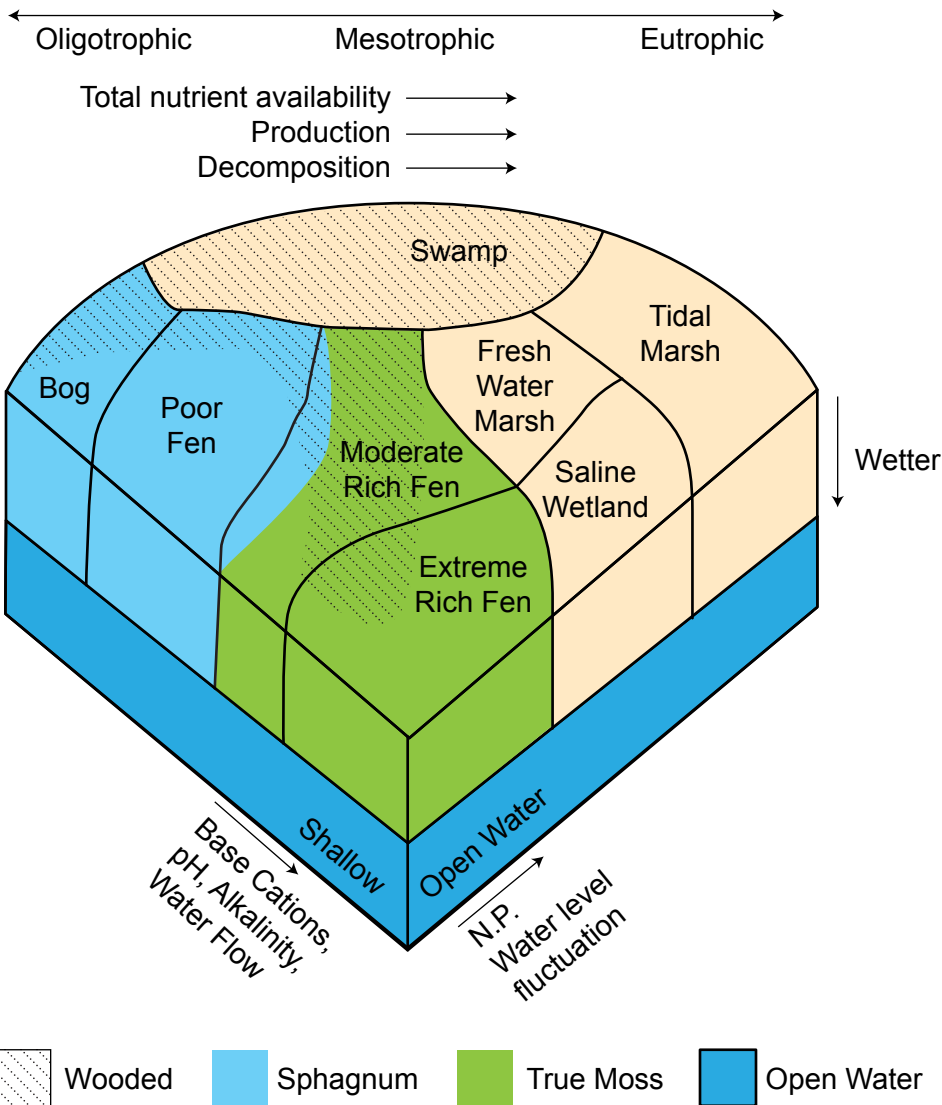 Oligotrophic Mesotrophic Eutrophic
Total nutrient availability
Production
Decomposition
Swamp
Tidal
Marsh
Fresh
Water
Marsh
Bog
Poor
Fen
Moderate
Rich Fen
Saline
Wetland
Wetter
Extreme
Rich Fen
Shallow
Open Water
Base Cations,
pH, Alkalinity,
Water Flow
N.P.
Water level
fluctuation
Wooded Sphagnum True Moss Open Water